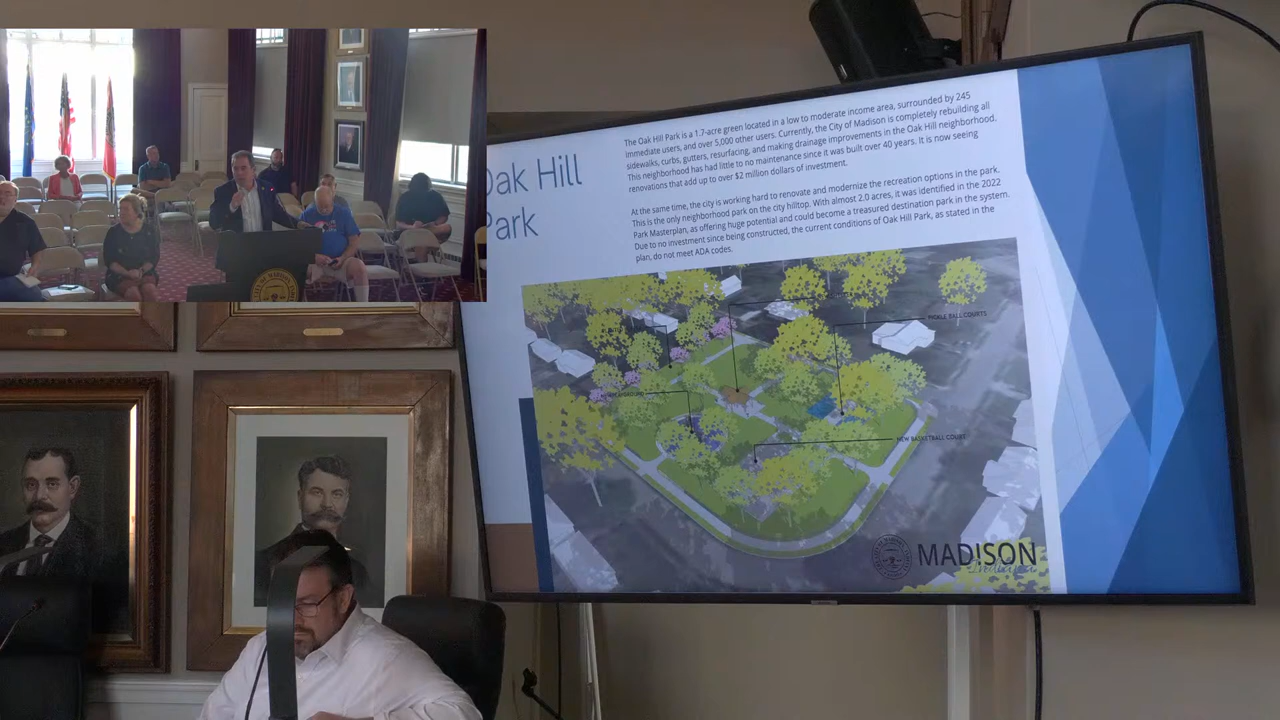 Oak Hill
Park
The Oak Hill Park is a 1.7-acre green located in a low to moderate income area, surrounded by 245
immediate users, and over 5,000 other users. Currently, the City of Madison is completely rebuilding all
sidewalks, curbs, gutters, resurfacing, and making drainage improvements in the Oak Hill neighborhood.
This neighborhood has had little to no maintenance since it was built over 40 years. It is now seeing
renovations that add up to over $2 million dollars of investment.
At the same time, the city is working hard to renovate and modernize the recreation options in the park.
This is the only neighborhood park on the city hilltop. With almost 2.0 acres, it was identified in the 2022
Park Masterplan, as offering huge potential and could become a treasured destination park in the system.
Due to no investment since being constructed, the current conditions of Oak Hill Park, as stated in the
plan, do not meet ADA codes.
PICKLE BALL COURTS
NEW BASKETBALL COURT
MADISON
Indiana